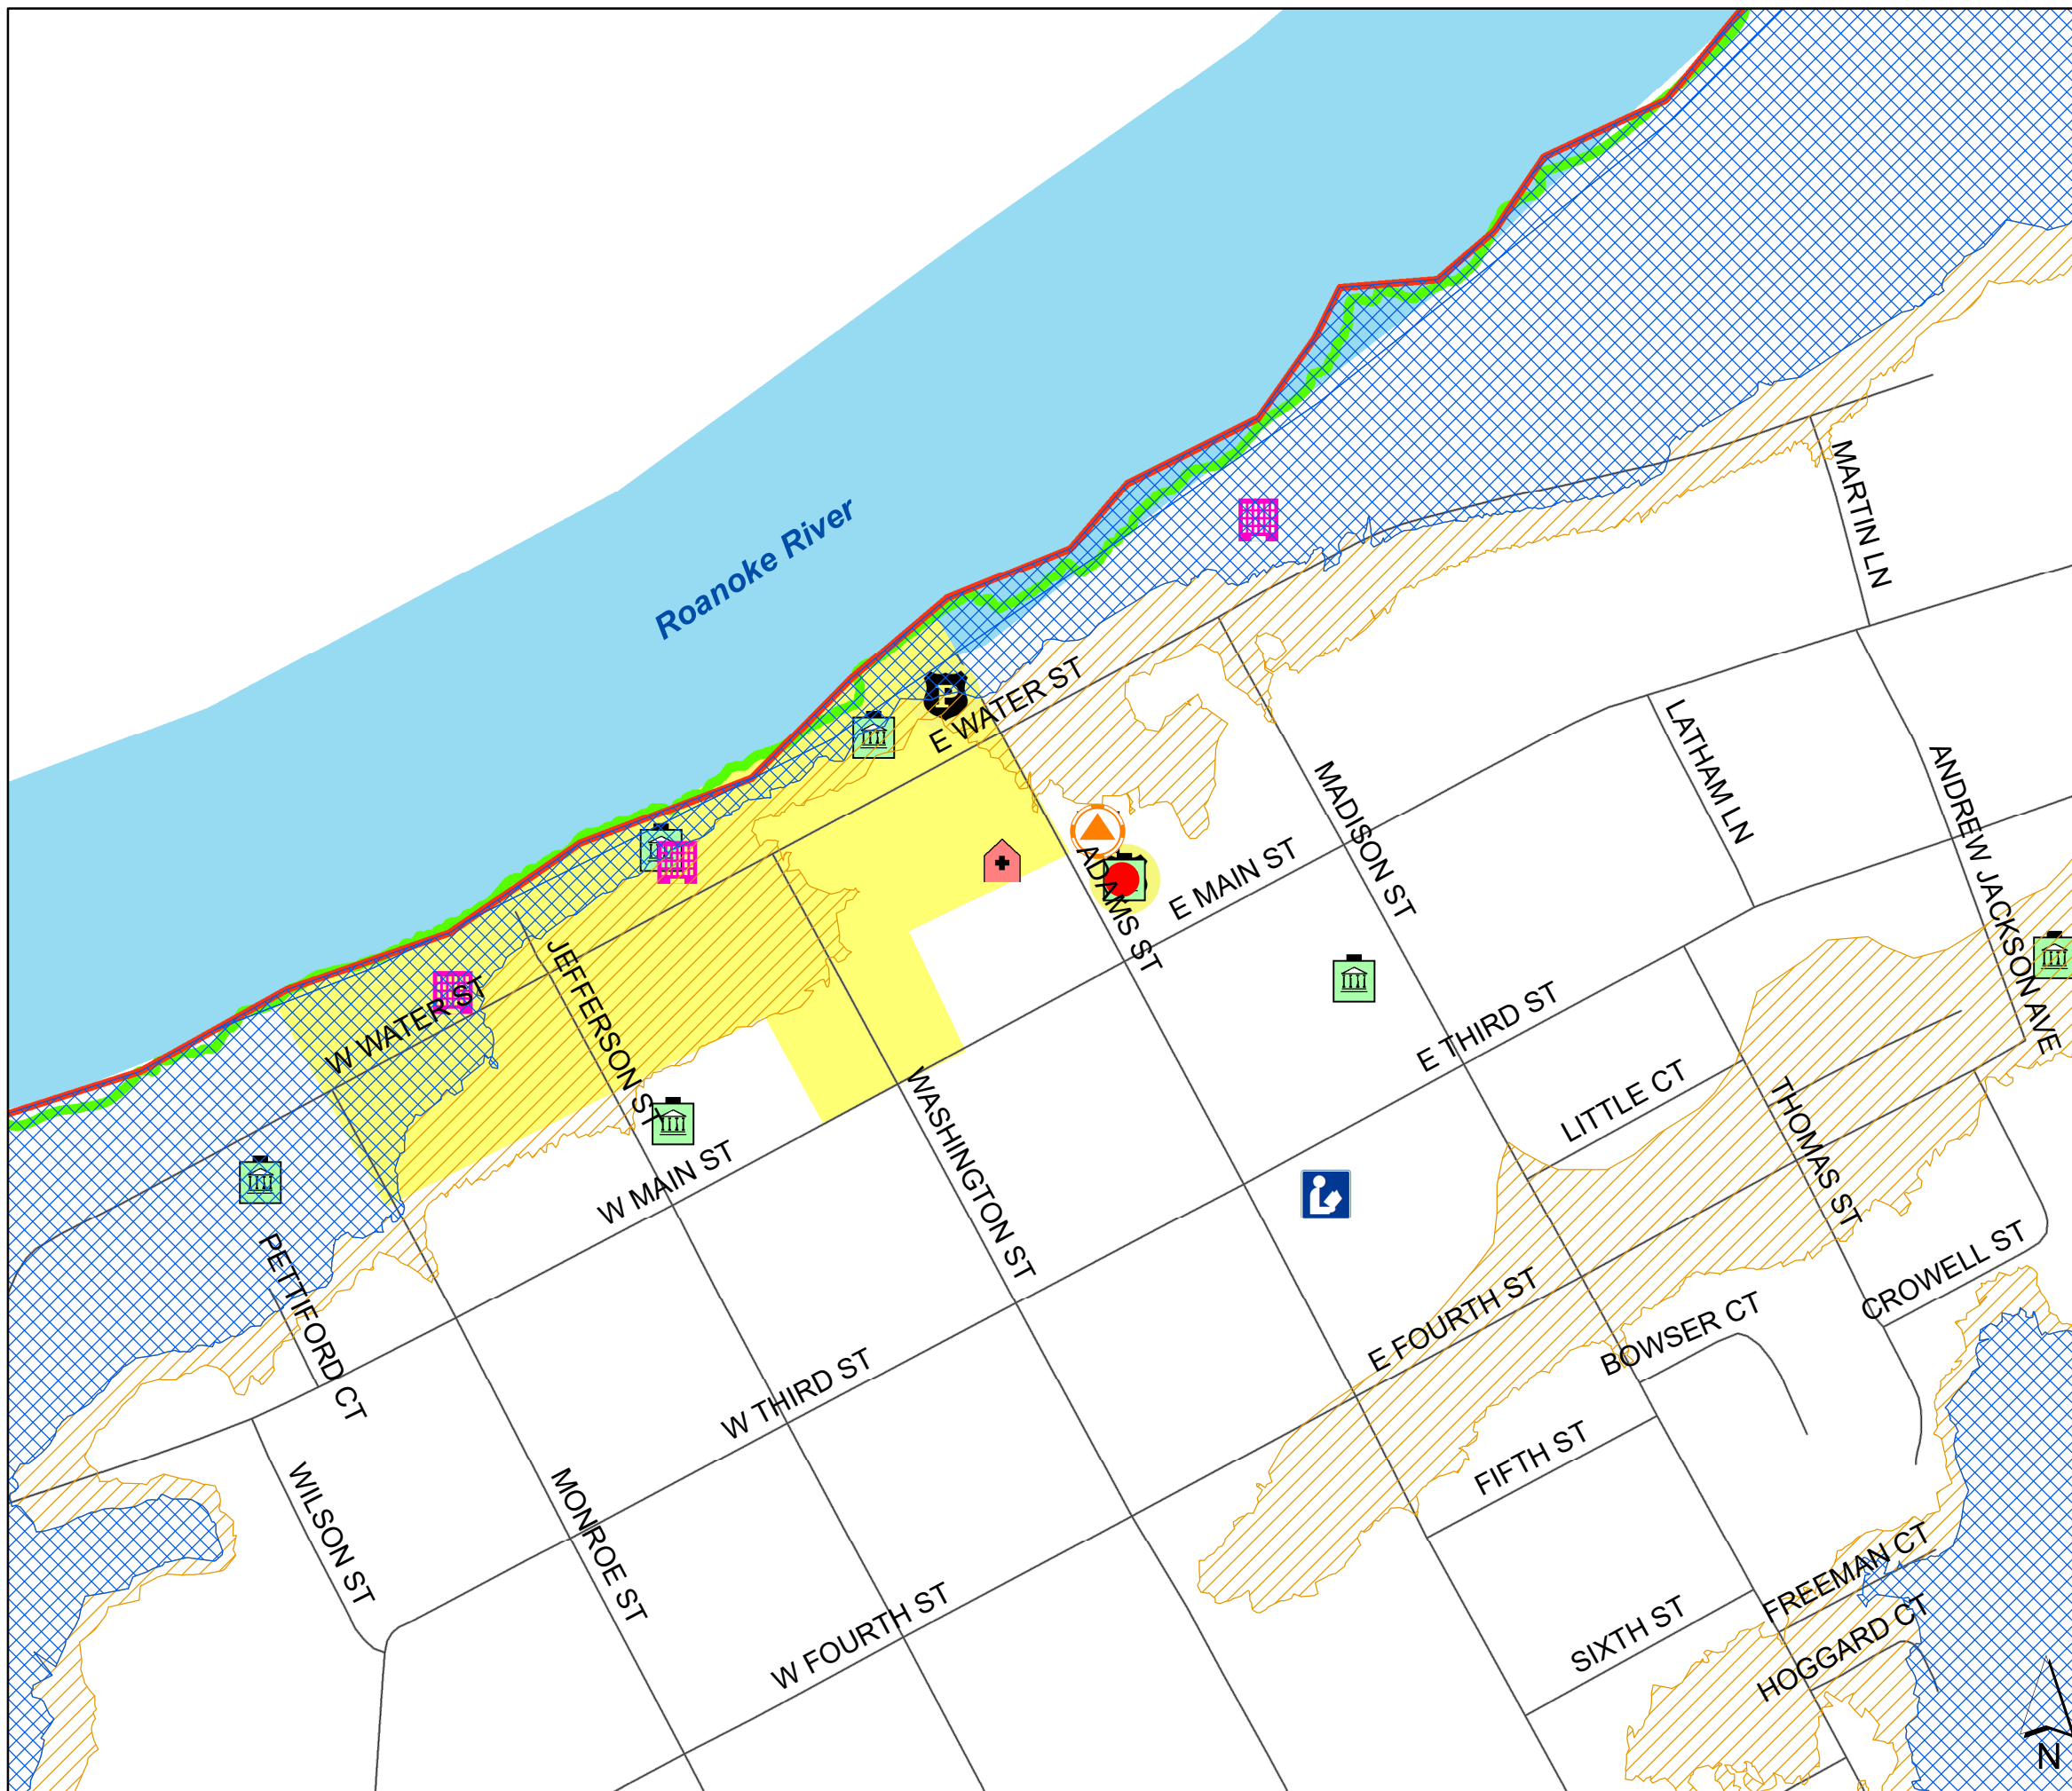 Roanoke River
MARTIN LN
E WATER ST
LATHAM LN
MADISON ST
ANDREW JACKSON AVE
ADAMS ST
E MAIN ST
W WATER ST
JEFFERSON ST
E THIRD ST
LITTLE CT
WASHINGTON ST
THOMAS ST
W MAIN ST
PETTIFORD CT
CROWELL ST
E FOURTH ST
BOWSER CT
W THIRD ST
FIFTH ST
WILSON ST
MONROE ST
FREEMAN CT
W FOURTH ST
SIXTH ST
HOGGARD CT
P
N